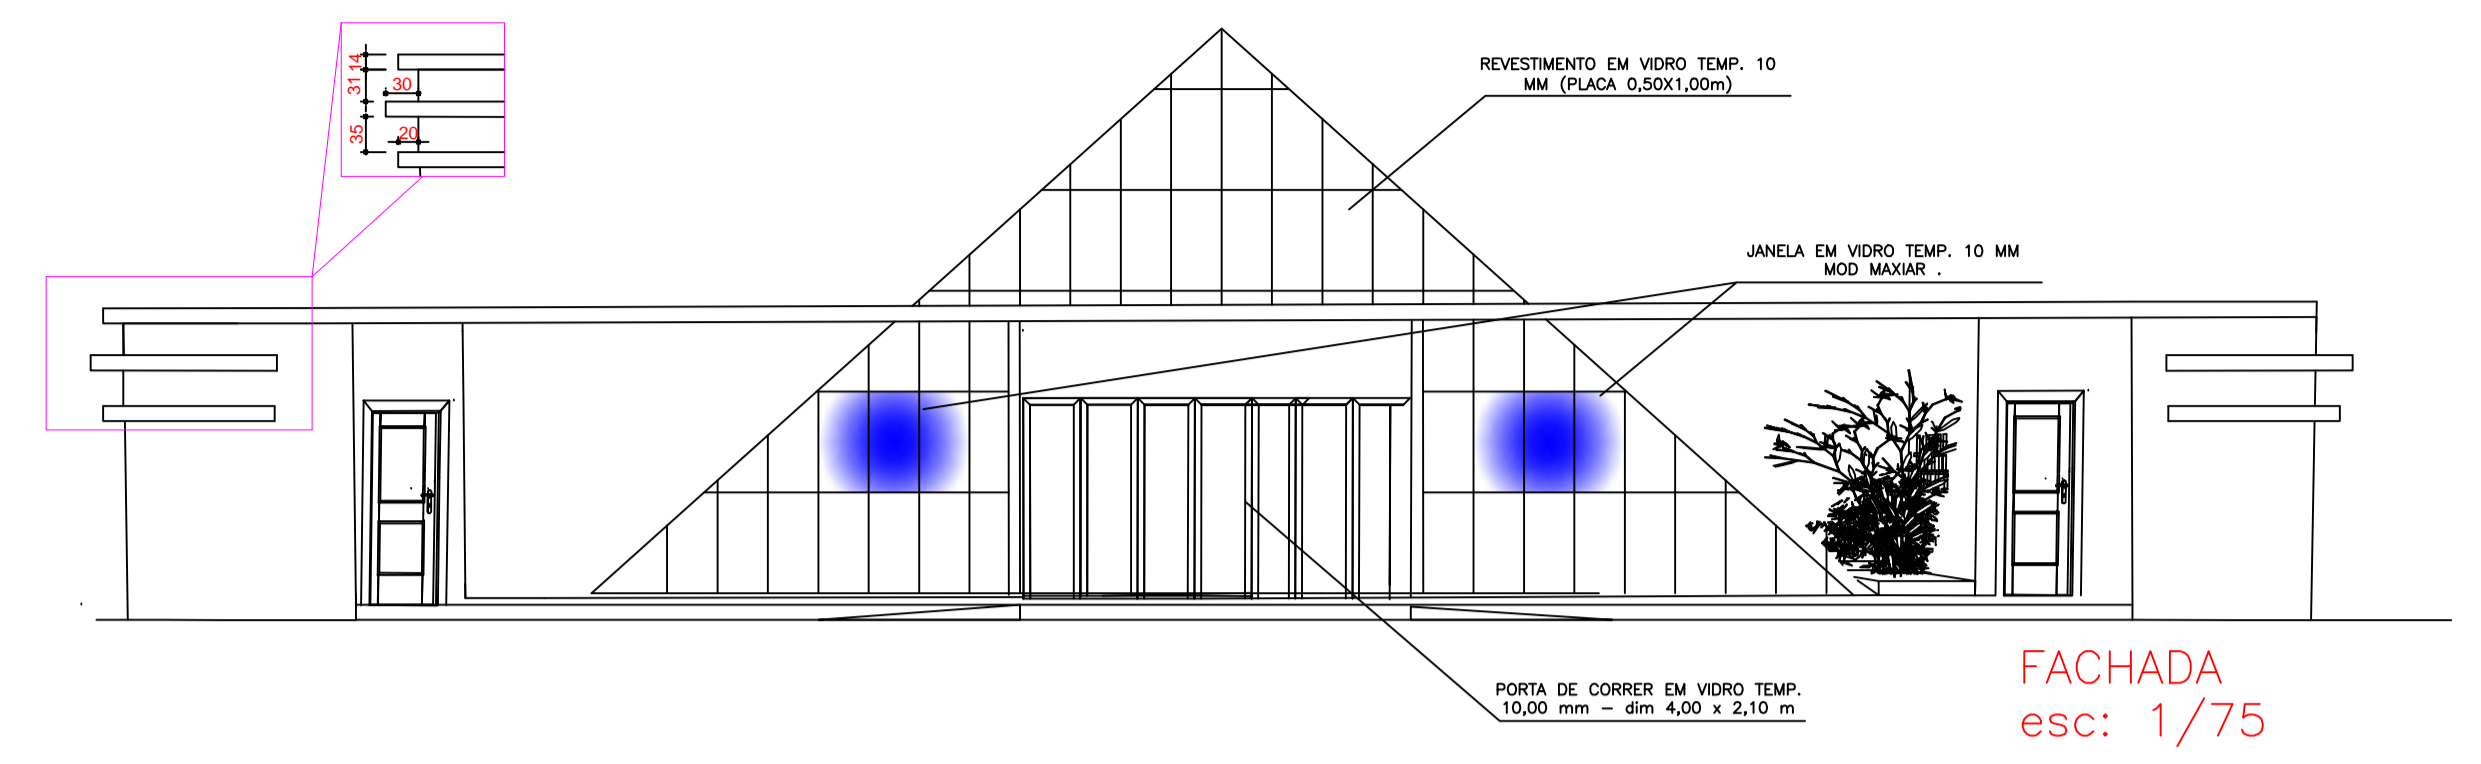 14
31
30
35
20
REVESTIMENTO EM VIDRO TEMP. 10
MM (PLACA 0,50X1,00m)
JANELA EM VIDRO TEMP. 10 MM
MOD MAXIAR .
PORTA DE CORRER EM VIDRO TEMP.
10,00 mm – dim 4,00 x 2,10 m
FACHADA
esc: 1/75